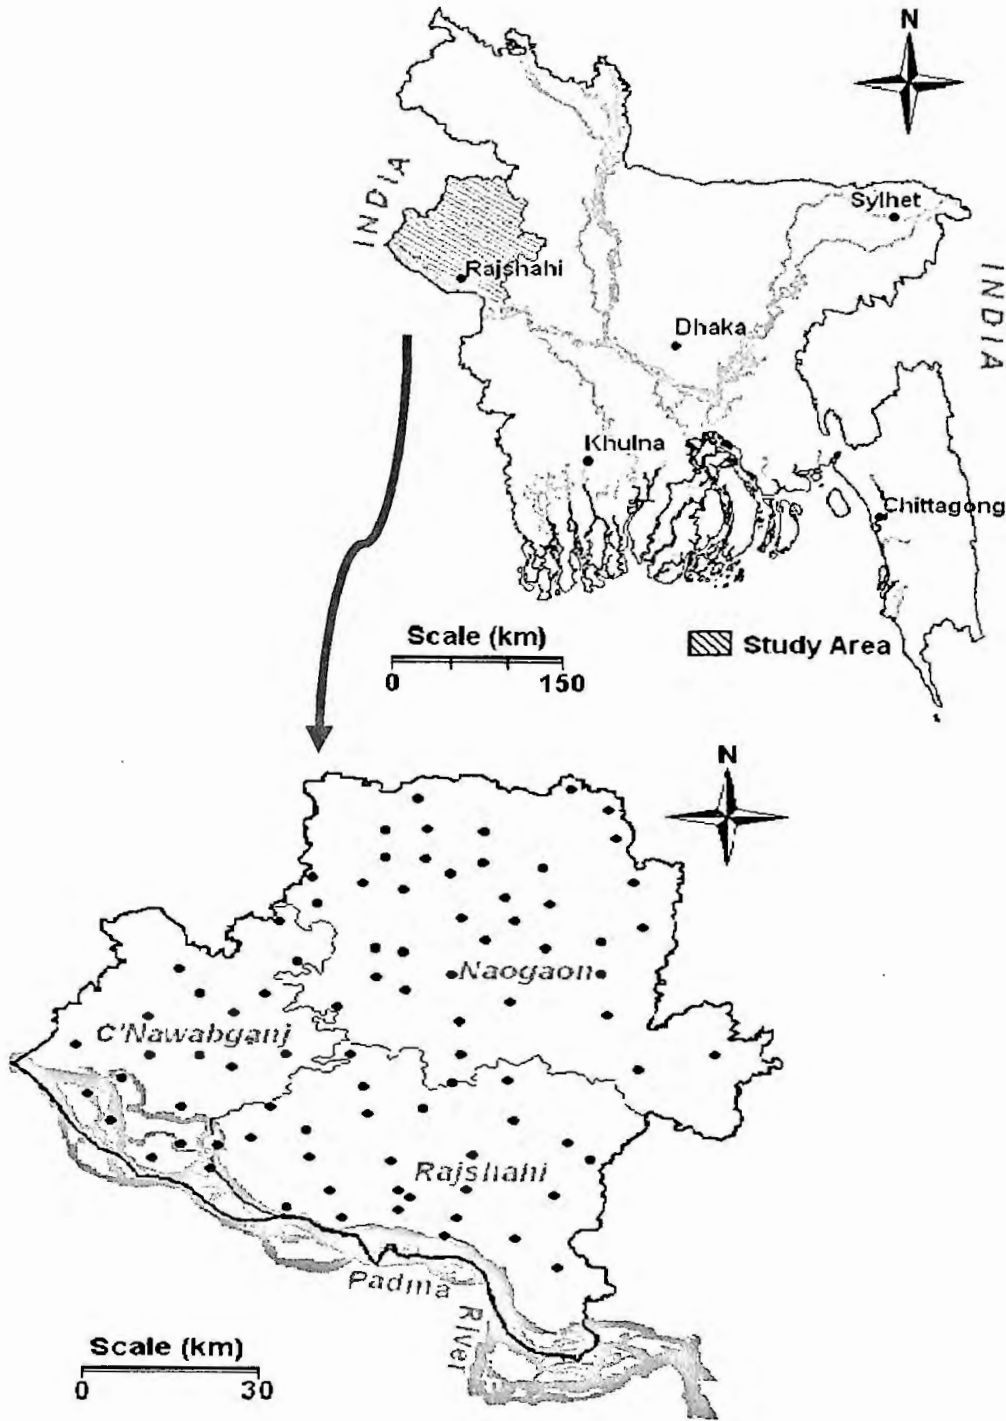 N
INDIA
Sylhet
Rajshahi
INDIA
Dhaka
Khulna
Chittagong
Scale (km)
0 150
Study Area
N
Naogaon
C'Nawabganj
Rajshahi
Padma
River
Scale (km)
0 30